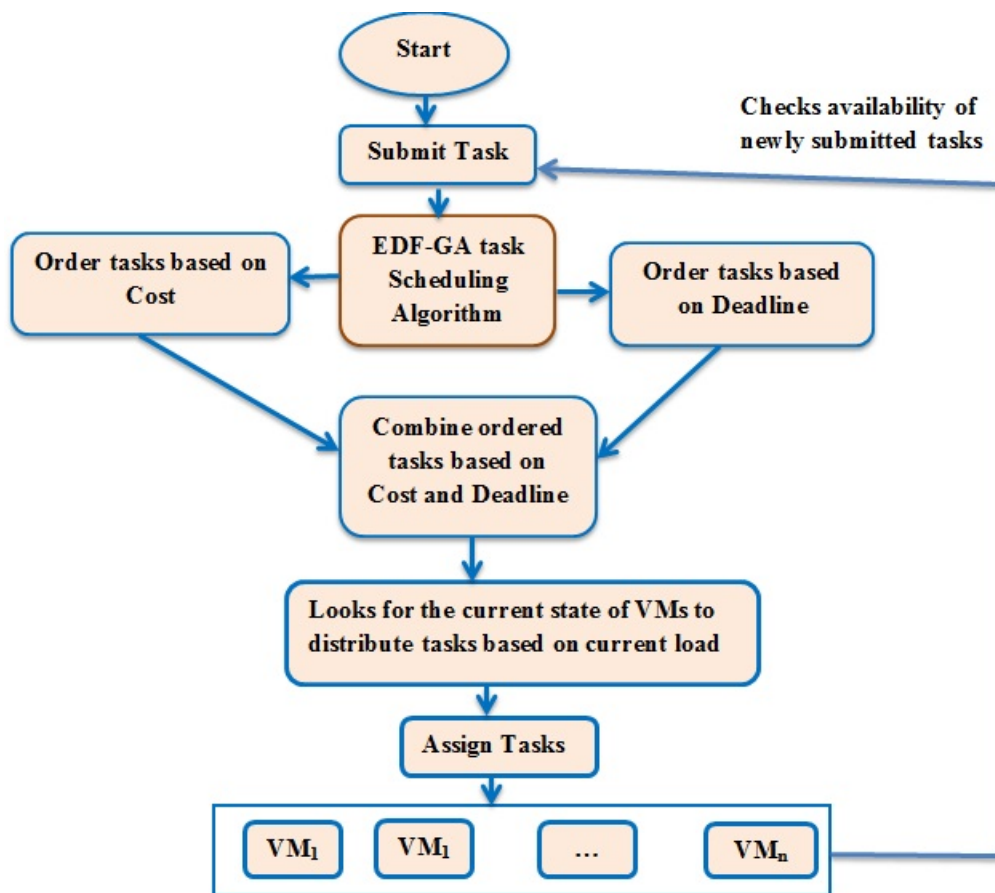 Start
Checks availability of
newly submitted tasks
Submit Task
EDF-GA task
Scheduling
Algorithm
Order tasks based on
Cost
Order tasks based
on Deadline
Combine ordered
tasks based on
Cost and Deadline
Looks for the current state of VMs to
distribute tasks based on current load
Assign Tasks
VM₁ VM₁ ... VMₙ